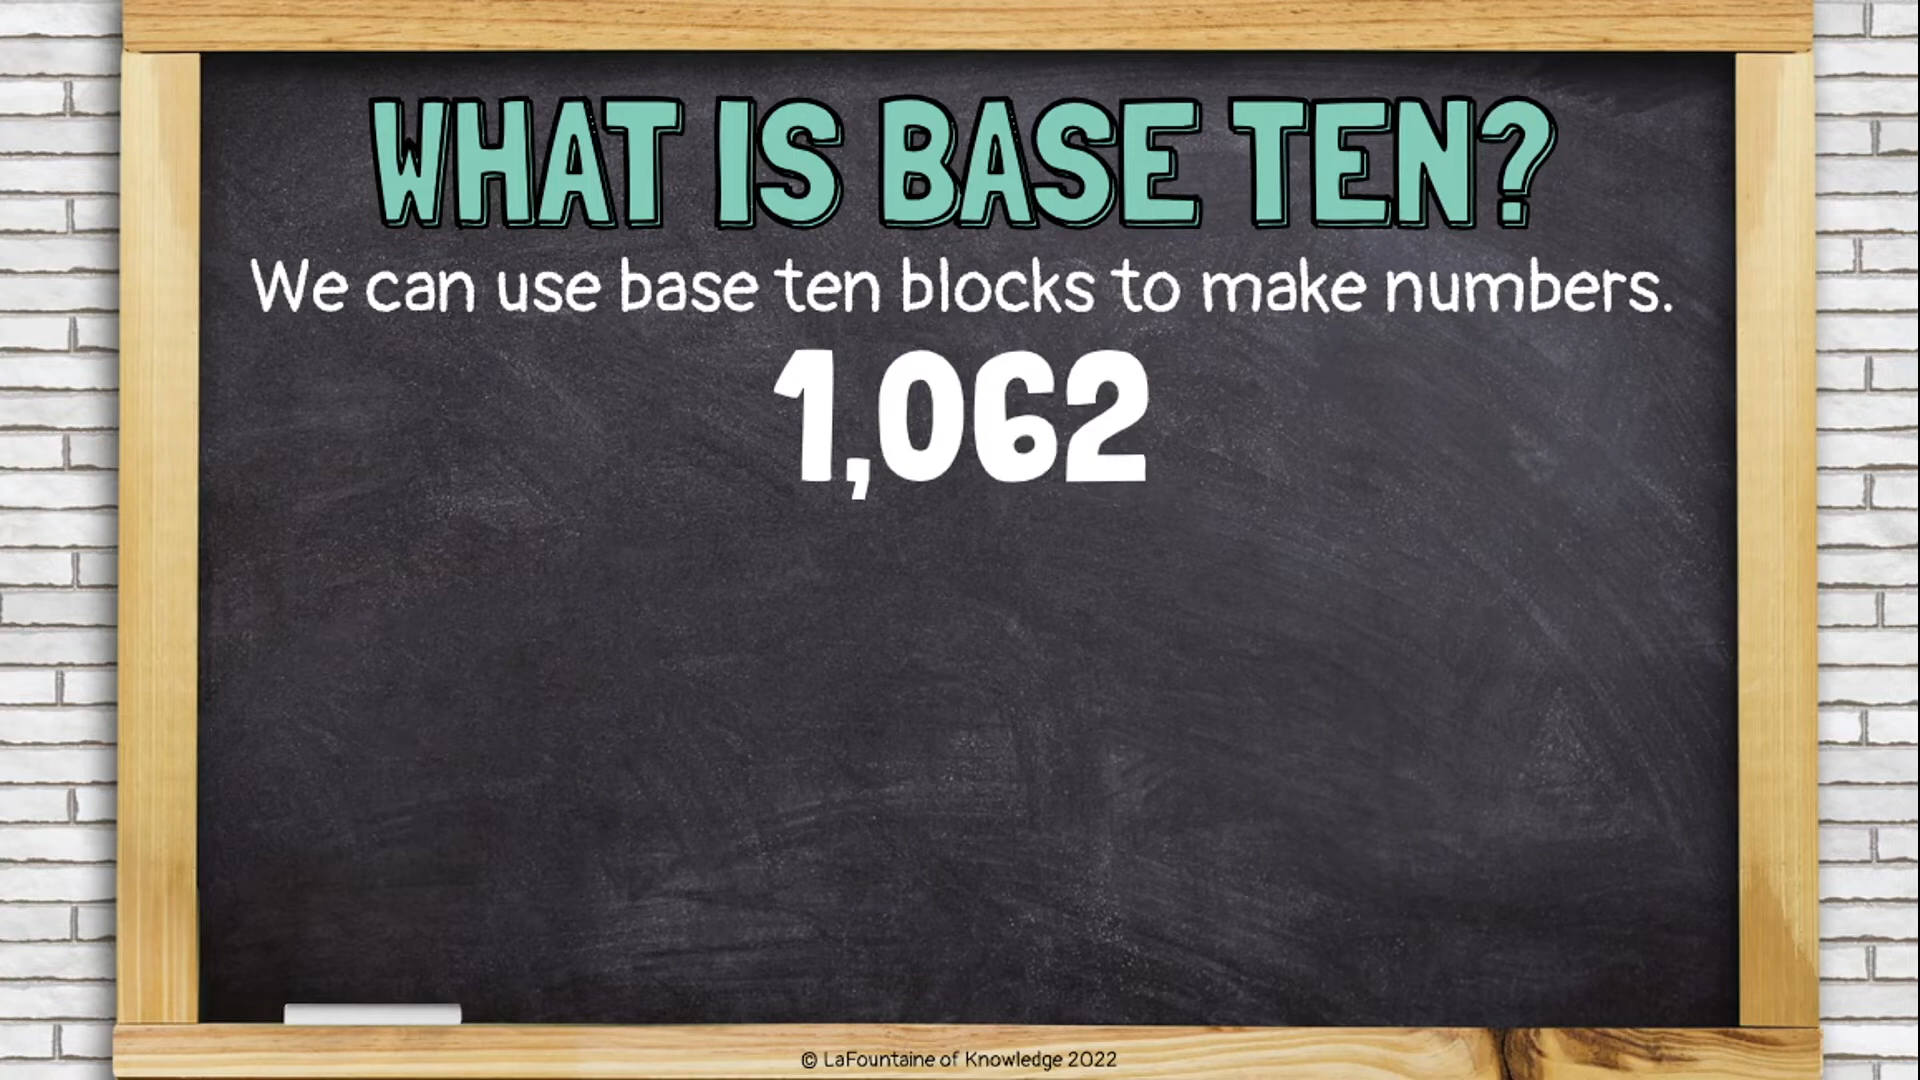 WHAT IS BASE TEN?
We can use base ten blocks to make numbers.
1,062
© LaFountaine of Knowledge 2022